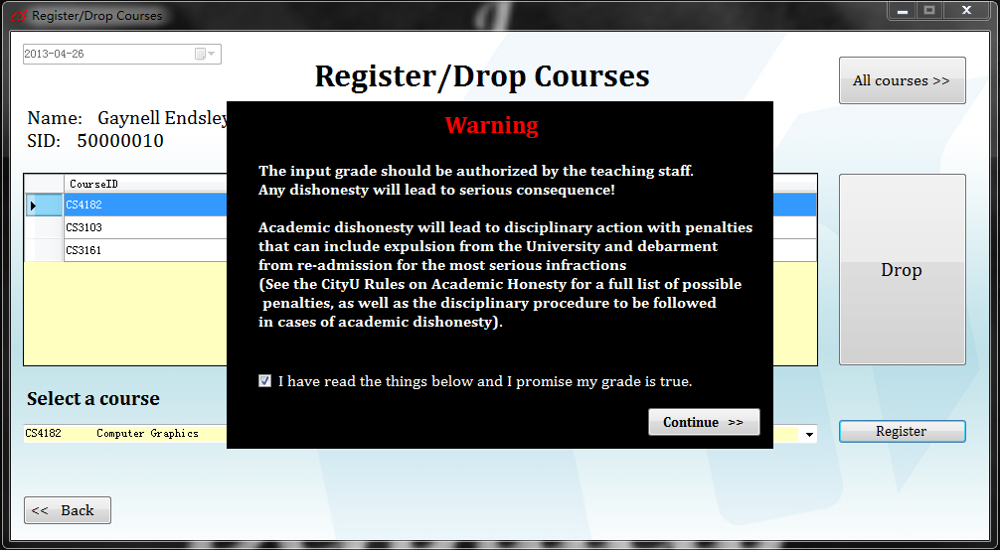 Register/Drop Courses
2013-04-26
Register/Drop Courses
All courses >>
Name: Gaynell Endsley
SID: 50000010
CourseID
CS4182
CS3103
CS3161
Drop
Warning
The input grade should be authorized by the teaching staff.
Any dishonesty will lead to serious consequence!
Academic dishonesty will lead to disciplinary action with penalties
that can include expulsion from the University and debarment
from re-admission for the most serious infractions
(See the CityU Rules on Academic Honesty for a full list of possible
penalties, as well as the disciplinary procedure to be followed
in cases of academic dishonesty).
I have read the things below and I promise my grade is true.
Continue >>
Select a course
CS4182 Computer Graphics
Register
<< Back